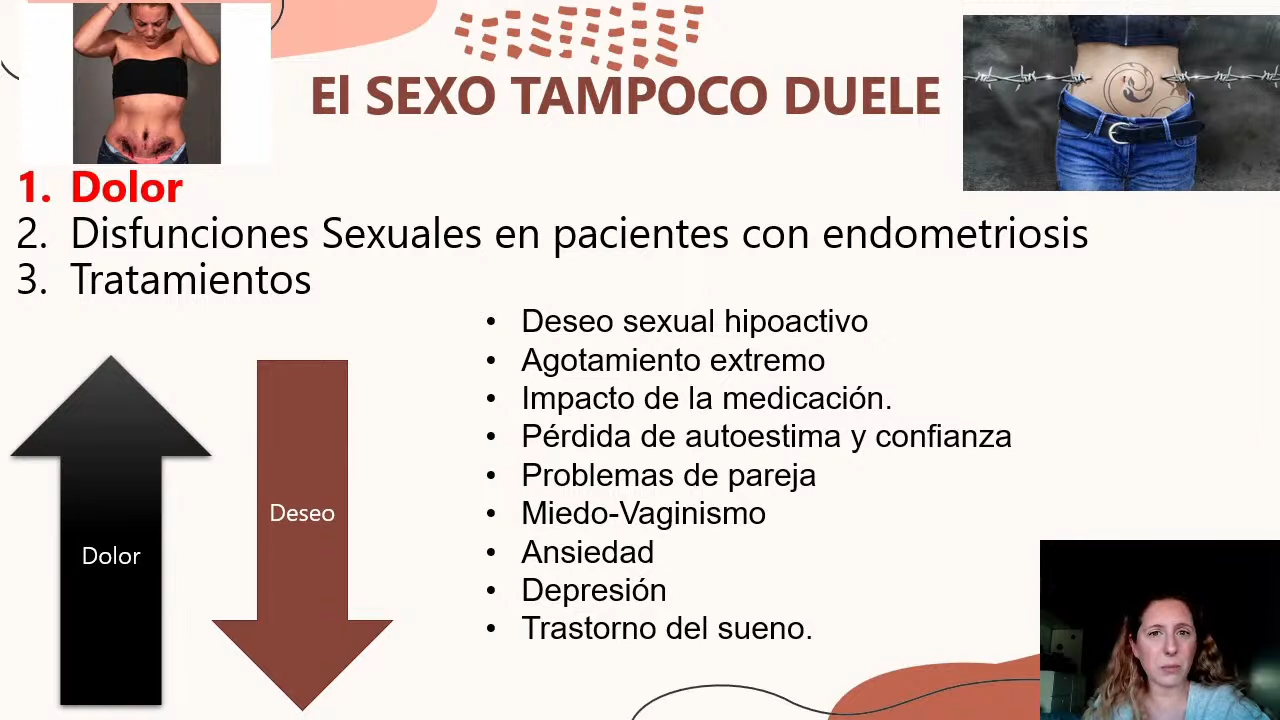 El SEXO TAMPOCO DUELE
1. Dolor
2. Disfunciones Sexuales en pacientes con endometriosis
3. Tratamientos
• Deseo sexual hipoactivo
• Agotamiento extremo
• Impacto de la medicación.
• Pérdida de autoestima y confianza
• Problemas de pareja
• Miedo-Vaginismo
• Ansiedad
• Depresión
• Trastorno del sueño.
Dolor
Deseo